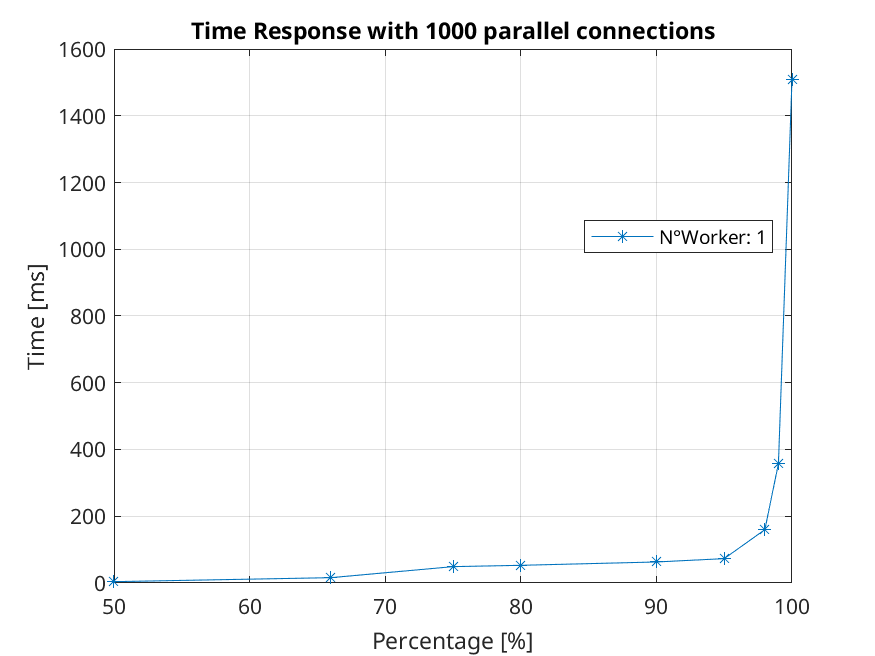 Time Response with 1000 parallel connections
1600
1400
1200
1000
800
600
400
200
0
Time [ms]
N°Worker: 1
50 60 70 80 90 100
Percentage [%]